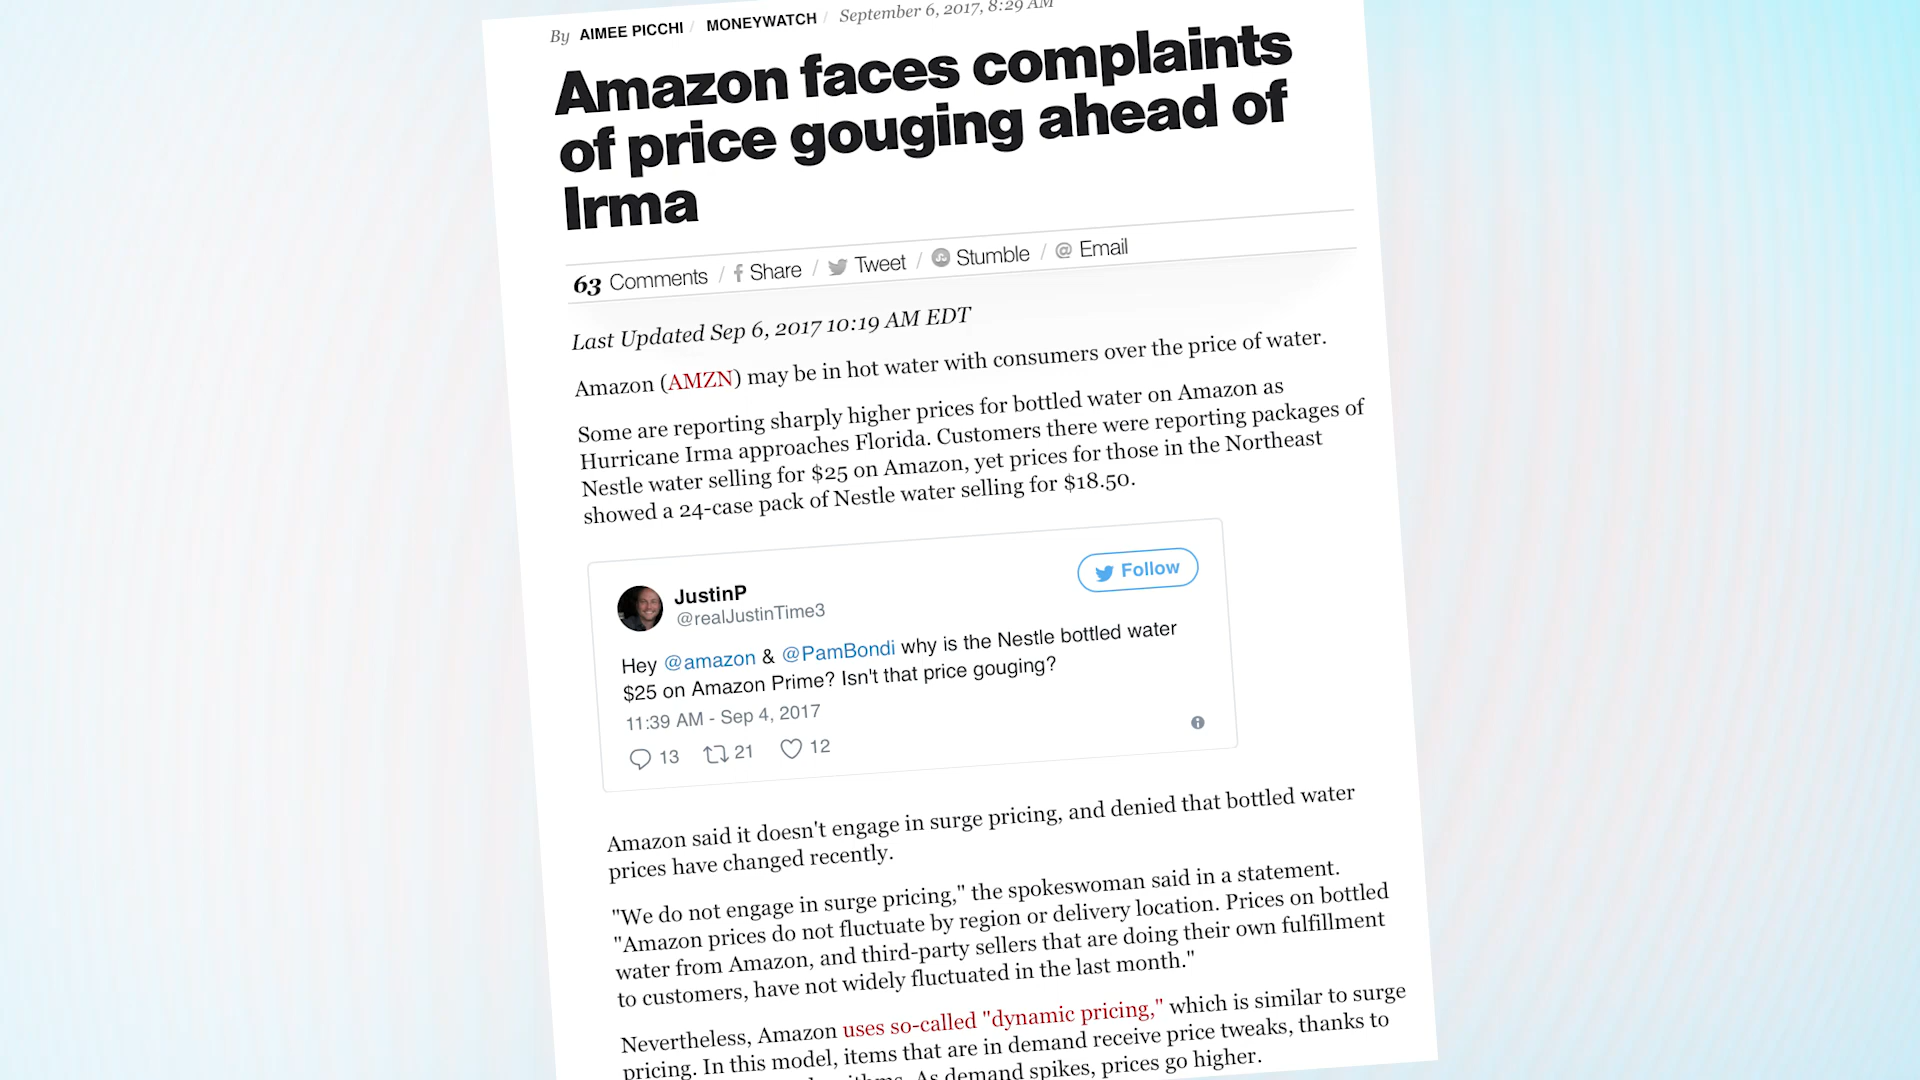 By AIMEE PICCHI / MONEYWATCH / September 6, 2017, 8:29 AM
Amazon faces complaints
of price gouging ahead of
Irma
63 Comments / f Share / Tweet / Stumble / @ Email
Last Updated Sep 6, 2017 10:19 AM EDT
Amazon (AMZN) may be in hot water with consumers over the price of water.
Some are reporting sharply higher prices for bottled water on Amazon as
Hurricane Irma approaches Florida. Customers there were reporting packages of
Nestle water selling for $25 on Amazon, yet prices for those in the Northeast
showed a 24-case pack of Nestle water selling for $18.50.
JustinP
@realJustinTime3
Follow
Hey @amazon & @PamBondi why is the Nestle bottled water
$25 on Amazon Prime? Isn't that price gouging?
11:39 AM - Sep 4, 2017
13 21 12
Amazon said it doesn't engage in surge pricing, and denied that bottled water
prices have changed recently.
"We do not engage in surge pricing," the spokeswoman said in a statement.
"Amazon prices do not fluctuate by region or delivery location. Prices on bottled
water from Amazon, and third-party sellers that are doing their own fulfillment
to customers, have not widely fluctuated in the last month."
Nevertheless, Amazon uses so-called "dynamic pricing," which is similar to surge
pricing. In this model, items that are in demand receive price tweaks, thanks to
As demand spikes, prices go higher.